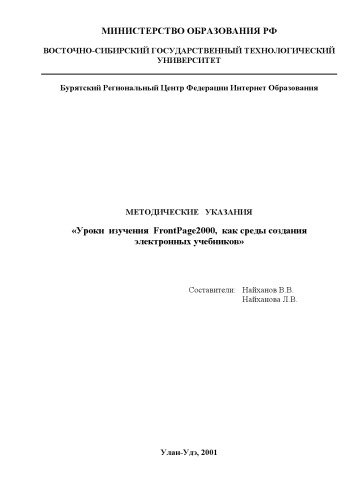 МИНИСТЕРСТВО ОБРАЗОВАНИЯ РФ
ВОСТОЧНО-СИБИРСКИЙ ГОСУДАРСТВЕННЫЙ ТЕХНОЛОГИЧЕСКИЙ
УНИВЕРСИТЕТ
Бурятский Региональный Центр Федерации Интернет Образования
МЕТОДИЧЕСКИЕ УКАЗАНИЯ
«Уроки изучения FrontPage2000, как среды создания
электронных учебников»
Составители: Найханов В.В.
Найханова Л.В.
Улан-Удэ, 2001